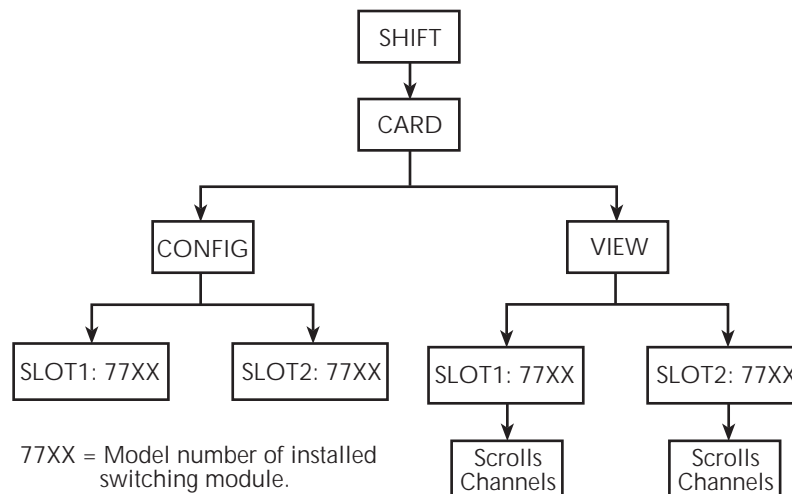 SHIFT
CARD
CONFIG
VIEW
SLOT1: 77XX
SLOT2: 77XX
SLOT1: 77XX
SLOT2: 77XX
77XX = Model number of installed
switching module.
Scrolls
Channels
Scrolls
Channels